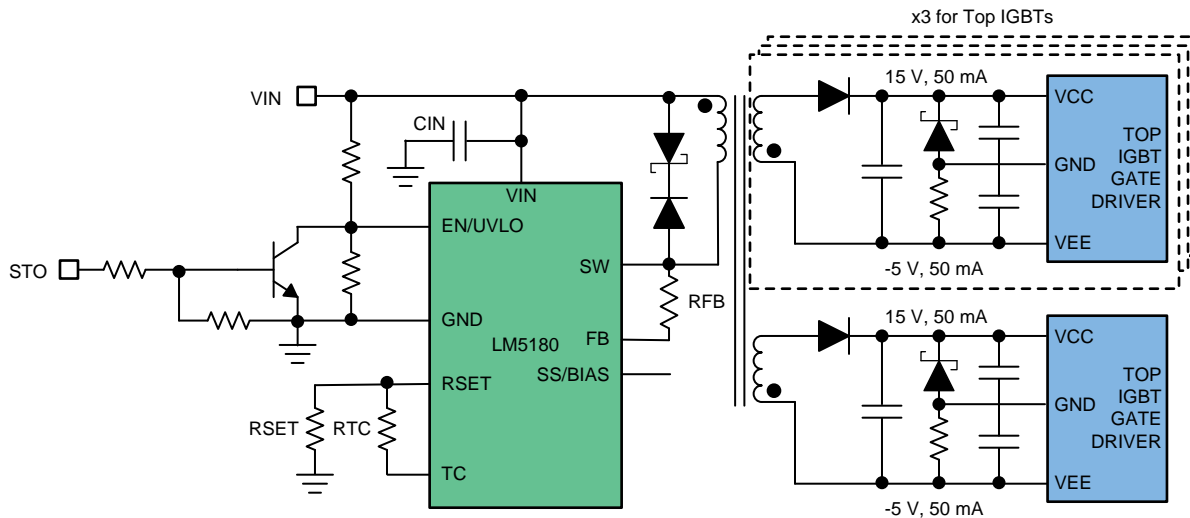 x3 for Top IGBTs
VIN
CIN
VIN
EN/UVLO
STO
SW
RFB
GND
LM5180
FB
SS/BIAS
RSET
RSET
RTC
TC
15 V, 50 mA
VCC
TOP
IGBT
GATE
DRIVER
GND
VEE
-5 V, 50 mA
15 V, 50 mA
VCC
TOP
IGBT
GATE
DRIVER
GND
VEE
-5 V, 50 mA